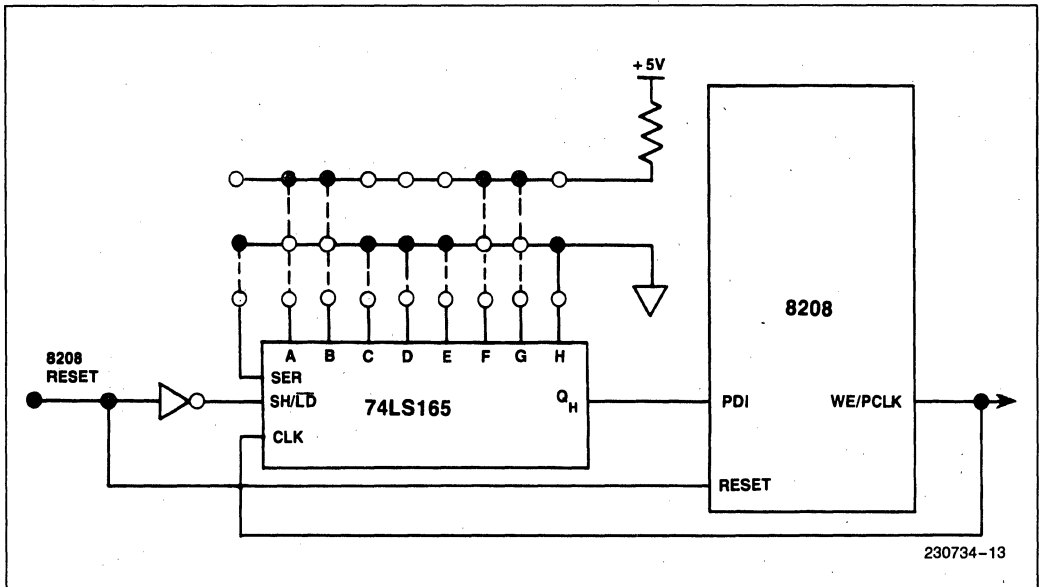 +5V
8208
8208
RESET
A B C D E F G H
SER
SH/LD
CLK
74LS165
QH
PDI
WE/PCLK
RESET
230734-13